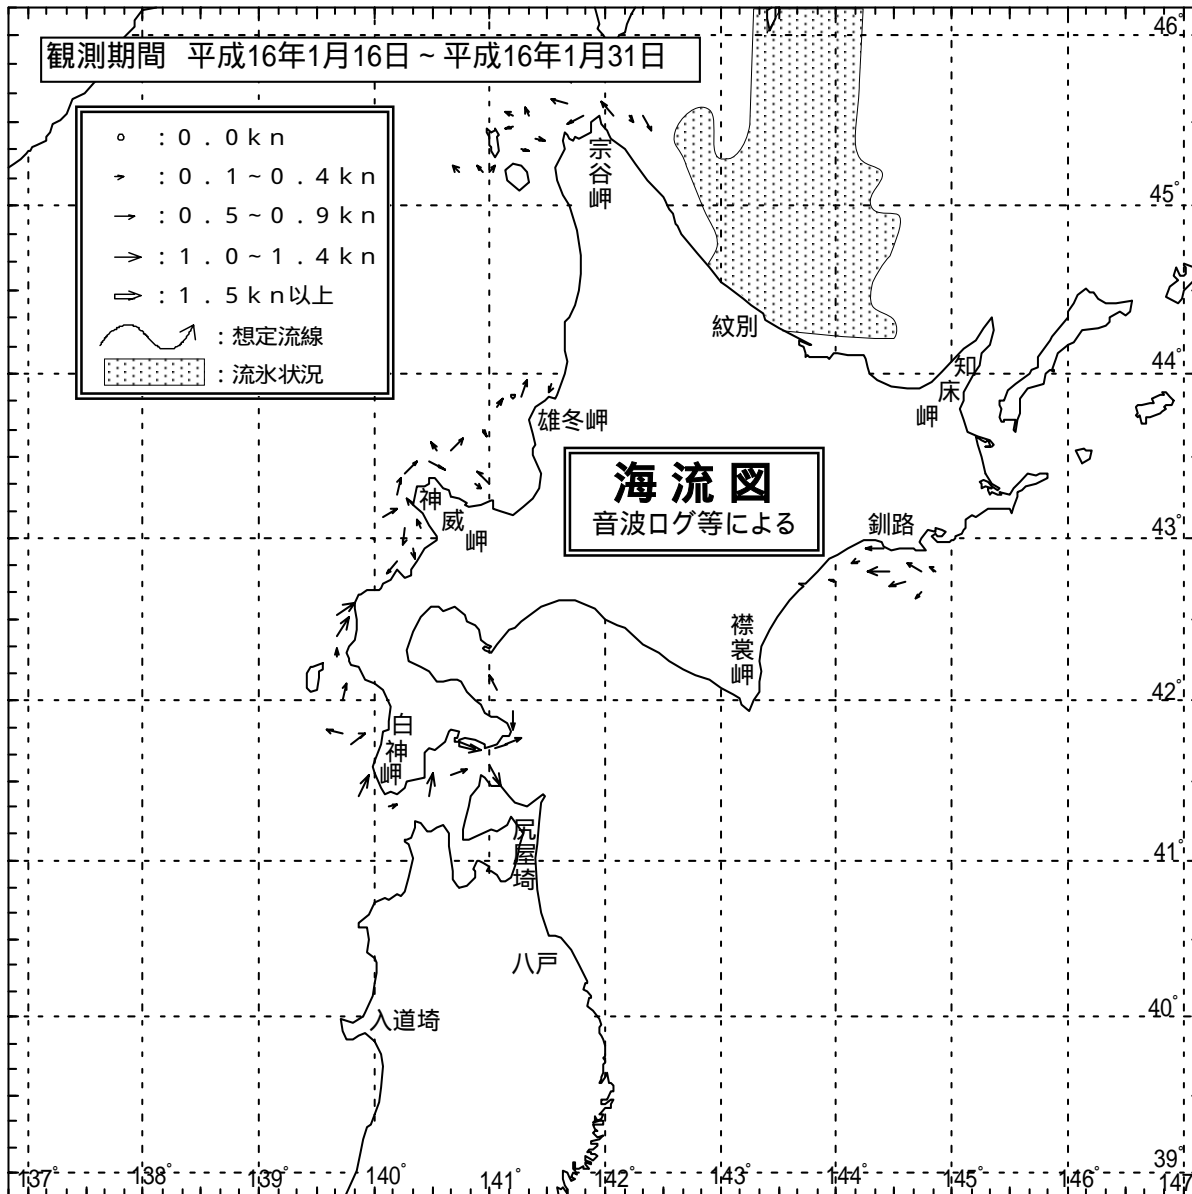 観測期間 平成16年1月16日～平成16年1月31日
：０．０ｋｎ
：０．１～０．４ｋｎ
：０．５～０．９ｋｎ
：１．０～１．４ｋｎ
：１．５ｋｎ以上
：想定流線
：流氷状況
宗谷岬
紋別
知床岬
雄冬岬
海流図
音波ログ等による
神威岬
釧路
襟裳岬
白神岬
尻屋埼
八戸
入道埼
46°
45°
44°
43°
42°
41°
40°
39°
137° 138° 139° 140° 141° 142° 143° 144° 145° 146° 147°